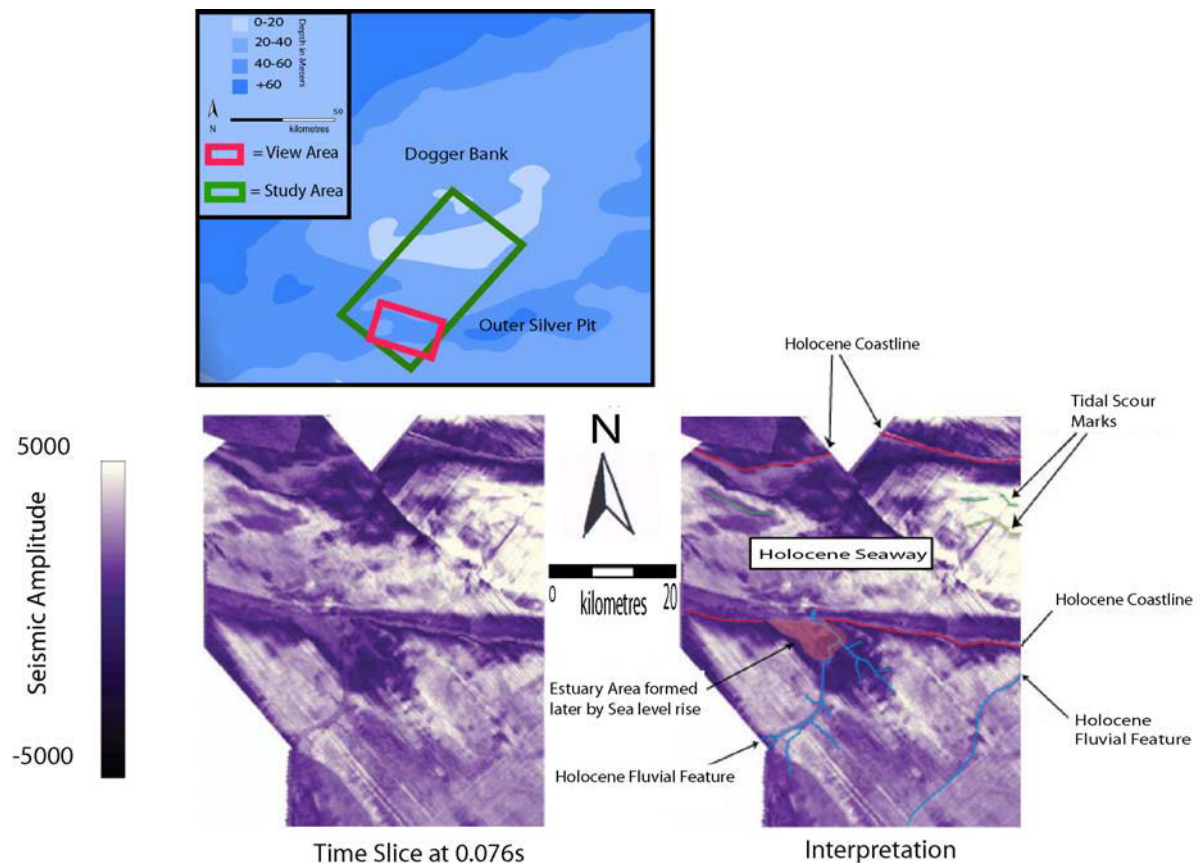 0-20
20-40
40-60
+60
Depth in Meters
N
50
kilometres
= View Area
= Study Area
Dogger Bank
Outer Silver Pit
5000
Seismic Amplitude
-5000
Time Slice at 0.076s
N
0 kilometres 20
Holocene Coastline
Tidal Scour
Marks
Holocene Seaway
Holocene Coastline
Estuary Area formed
later by Sea level rise
Holocene
Fluvial Feature
Holocene Fluvial Feature
Interpretation